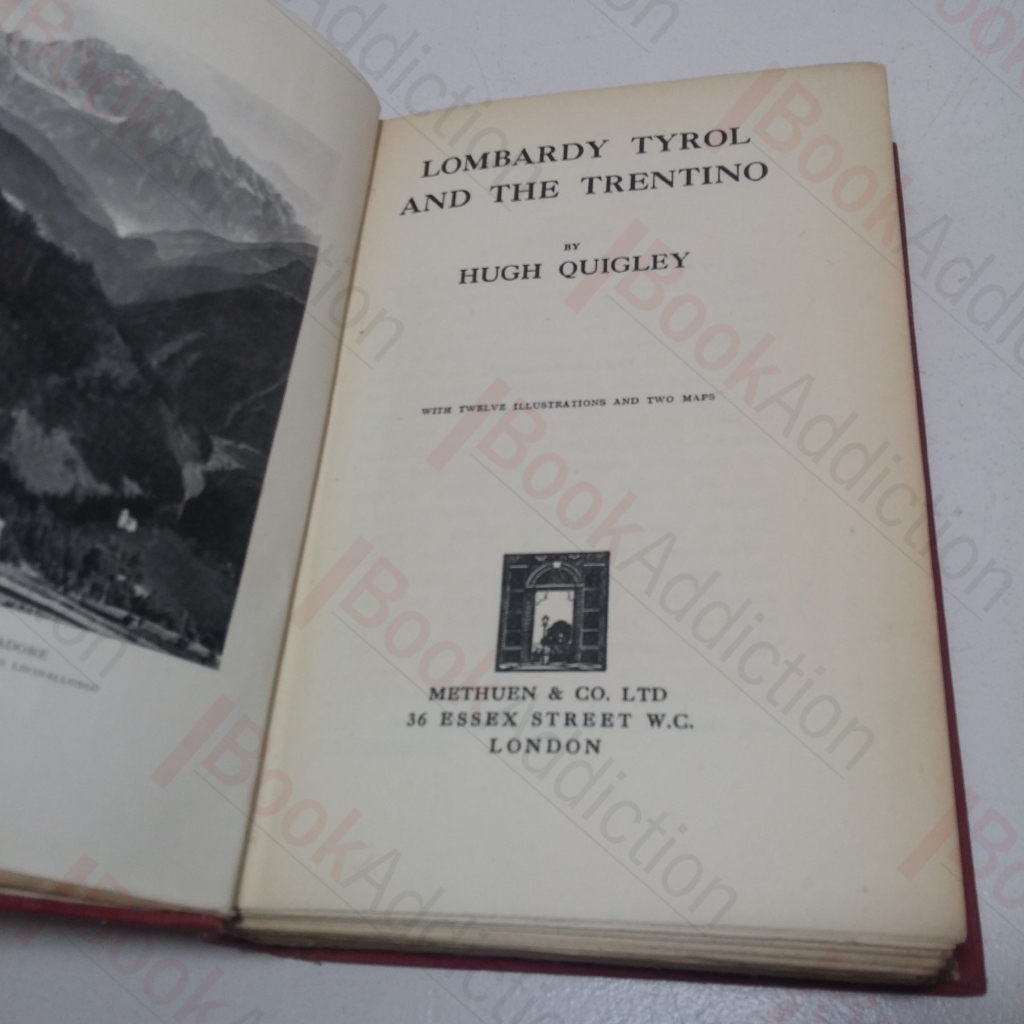 LOMBARDY TYROL
AND THE TRENTINO
BY
HUGH QUIGLEY
WITH TWELVE ILLUSTRATIONS AND TWO MAPS
METHUEN & CO. LTD
36 ESSEX STREET W.C.
LONDON
BookAddiction